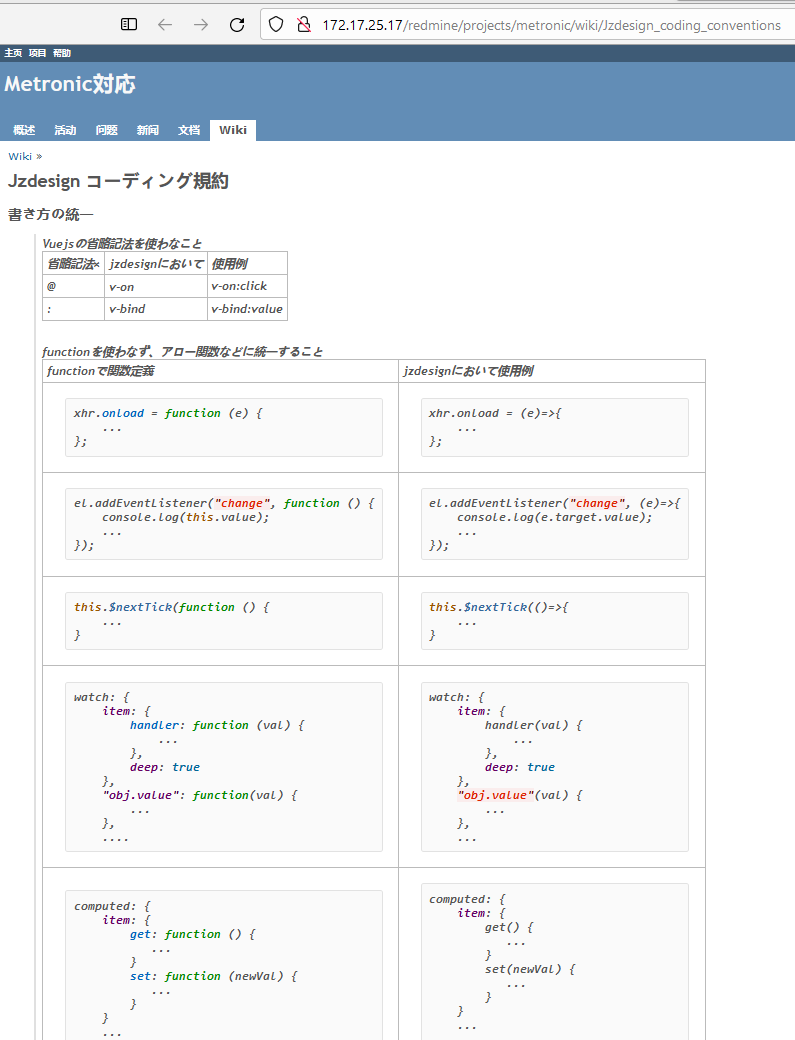 172.17.25.17/redmine/projects/metronic/wiki/Jzdesign_coding_conventions
主页 项目 帮助
Metronic対応
概述 活动 问题 新闻 文档 Wiki
Wiki »
Jzdesign コーディング規約
書き方の統一
Vuejsの省略記法を使わなこと
省略記法× jzdesignにおいて 使用例
@ v-on v-on:click
: v-bind v-bind:value
functionを使わなず、アロー関数などに統一すること
functionで関数定義 jzdesignにおいて使用例
xhr.onload = function (e) {
...
};
xhr.onload = (e)=>{
...
};
el.addEventListener("change", function () {
console.log(this.value);
...
});
el.addEventListener("change", (e)=>{
console.log(e.target.value);
...
});
this.$nextTick(function () {
...
}
this.$nextTick(()=>{
...
}
watch: {
item: {
handler: function (val) {
...
},
deep: true
},
"obj.value": function(val) {
...
},
....
watch: {
item: {
handler(val) {
...
},
deep: true
},
"obj.value"(val) {
...
},
...
computed: {
item: {
get: function () {
...
}
set: function (newVal) {
...
}
}
...
computed: {
item: {
get() {
...
}
set(newVal) {
...
}
}
...